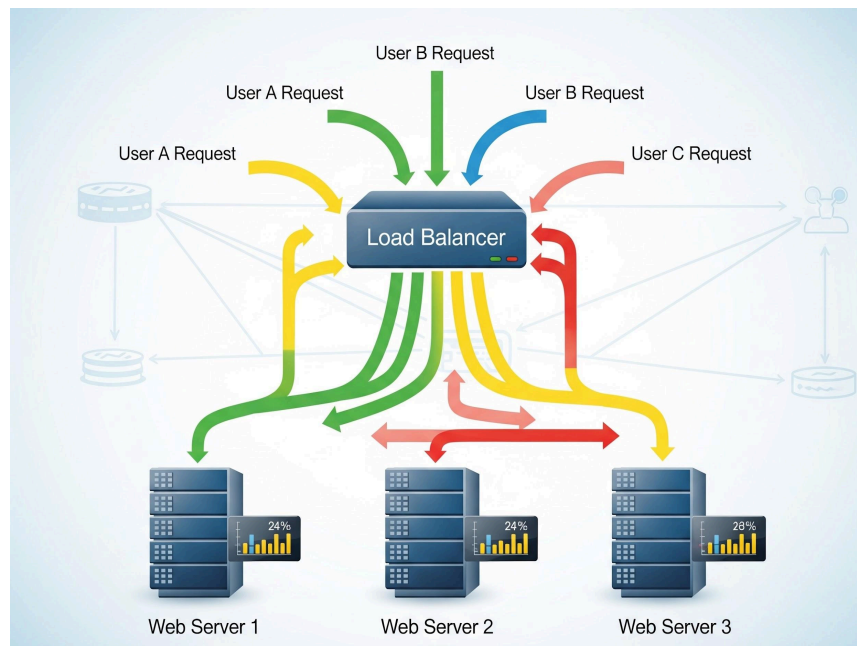 User B Request
User A Request
User B Request
User A Request
User C Request
Load Balancer
24%
24%
28%
Web Server 1
Web Server 2
Web Server 3